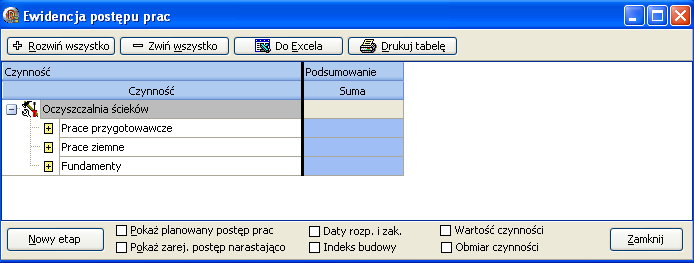 Ewidencja postępu prac
Rozwiń wszystko Zwiń wszystko Do Excela Drukuj tabelę
Czynność Podsumowanie
Czynność Suma
Oczyszczalnia ścieków
Prace przygotowawcze
Prace ziemne
Fundamenty
Nowy etap
Pokaż planowany postęp prac Daty rozp. i zak. Wartość czynności
Pokaż zarej. postęp narastająco Indeks budowy Obmiar czynności
Zamknij